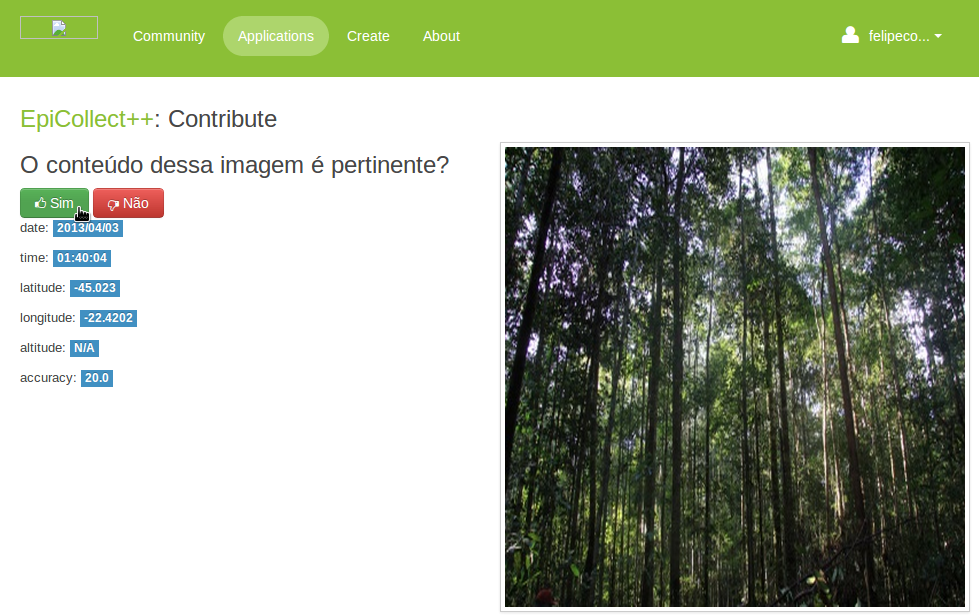 Community Applications Create About felipeco...
EpiCollect++: Contribute
O conteúdo dessa imagem é pertinente?
Sim Não
date: 2013/04/03
time: 01:40:04
latitude: -45.023
longitude: -22.4202
altitude: N/A
accuracy: 20.0